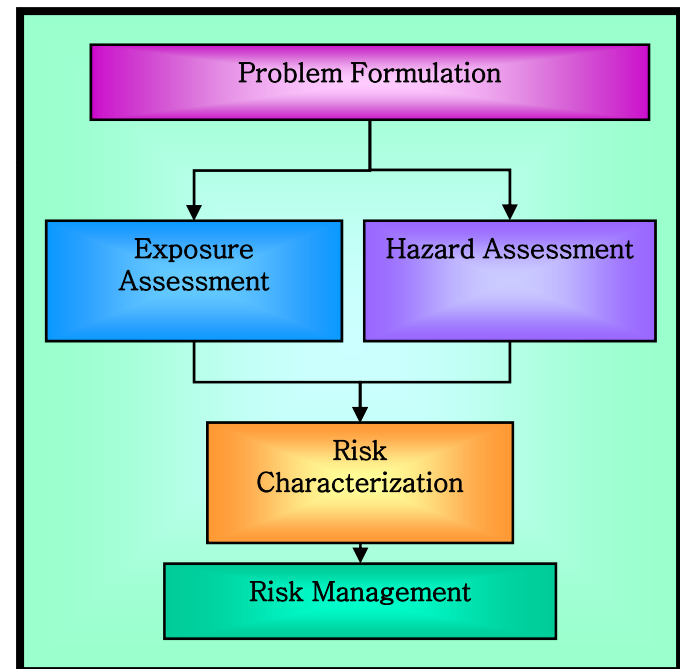 Problem Formulation
Exposure
Assessment
Hazard Assessment
Risk
Characterization
Risk Management